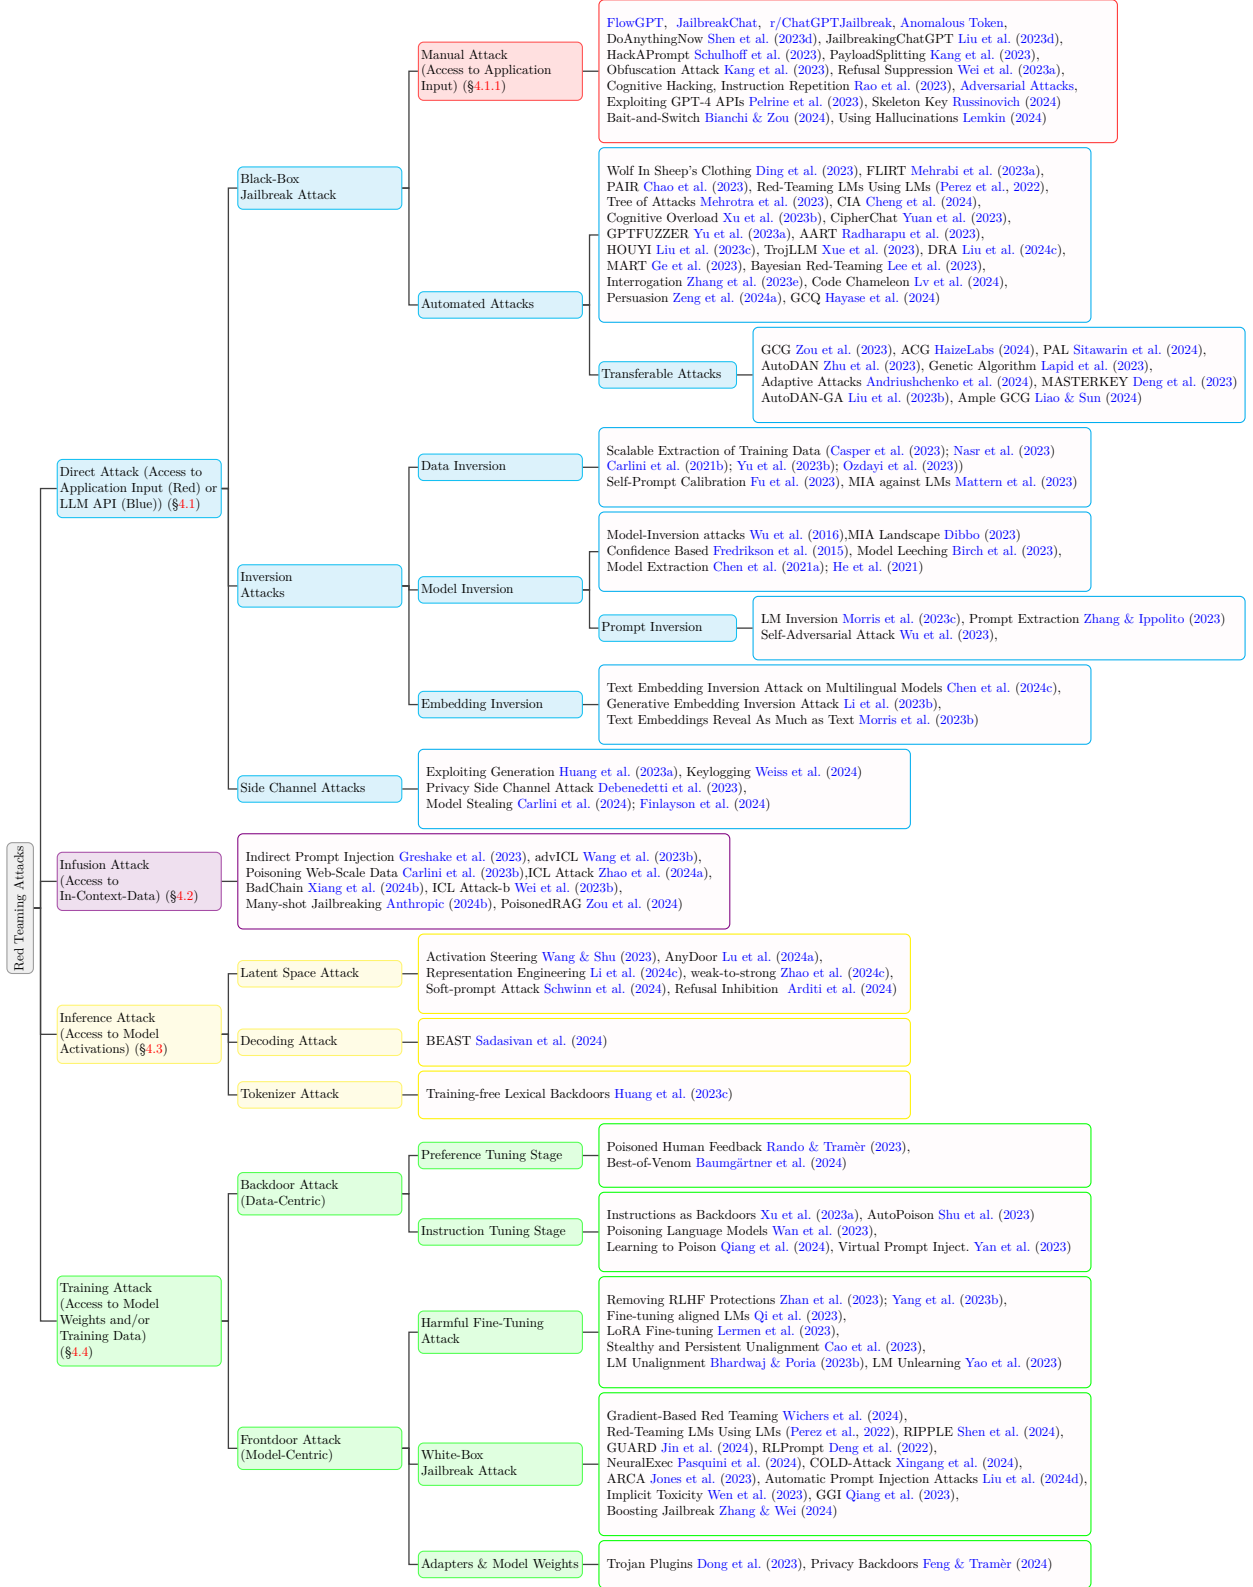 Red Teaming Attacks
Direct Attack (Access to
Application Input (Red) or
LLM API (Blue)) (§4.1)
Black-Box
Jailbreak Attack
Manual Attack
(Access to Application
Input) (§4.1.1)
FlowGPT, JailbreakChat, r/ChatGPTJailbreak, Anomalous Token,
DoAnythingNow Shen et al. (2023d), JailbreakingChatGPT Liu et al. (2023d),
HackAPrompt Schulhoff et al. (2023), PayloadSplitting Kang et al. (2023),
Obfuscation Attack Kang et al. (2023), Refusal Suppression Wei et al. (2023a),
Cognitive Hacking, Instruction Repetition Rao et al. (2023), Adversarial Attacks,
Exploiting GPT-4 APIs Pelrine et al. (2023), Skeleton Key Russinovich (2024)
Bait-and-Switch Bianchi & Zou (2024), Using Hallucinations Lemkin (2024)
Automated Attacks
Wolf In Sheep's Clothing Ding et al. (2023), FLIRT Mehrabi et al. (2023a),
PAIR Chao et al. (2023), Red-Teaming LMs Using LMs (Perez et al., 2022),
Tree of Attacks Mehrotra et al. (2023), CIA Cheng et al. (2024),
Cognitive Overload Xu et al. (2023b), CipherChat Yuan et al. (2023),
GPTFUZZER Yu et al. (2023a), AART Radharapu et al. (2023),
HOUYI Liu et al. (2023c), TrojLLM Xue et al. (2023), DRA Liu et al. (2024c),
MART Ge et al. (2023), Bayesian Red-Teaming Lee et al. (2023),
Interrogation Zhang et al. (2023e), Code Chameleon Lv et al. (2024),
Persuasion Zeng et al. (2024a), GCQ Hayase et al. (2024)
Transferable Attacks
GCG Zou et al. (2023), ACG HaizeLabs (2024), PAL Sitawarin et al. (2024),
AutoDAN Zhu et al. (2023), Genetic Algorithm Lapid et al. (2023),
Adaptive Attacks Andriushchenko et al. (2024), MASTERKEY Deng et al. (2023)
AutoDAN-GA Liu et al. (2023b), Ample GCG Liao & Sun (2024)
Inversion
Attacks
Data Inversion
Scalable Extraction of Training Data (Casper et al. (2023); Nasr et al. (2023)
Carlini et al. (2021b); Yu et al. (2023b); Ozdayi et al. (2023))
Self-Prompt Calibration Fu et al. (2023), MIA against LMs Mattern et al. (2023)
Model Inversion
Model-Inversion attacks Wu et al. (2016),MIA Landscape Dibbo (2023)
Confidence Based Fredrikson et al. (2015), Model Leeching Birch et al. (2023),
Model Extraction Chen et al. (2021a); He et al. (2021)
Prompt Inversion
LM Inversion Morris et al. (2023c), Prompt Extraction Zhang & Ippolito (2023)
Self-Adversarial Attack Wu et al. (2023),
Embedding Inversion
Text Embedding Inversion Attack on Multilingual Models Chen et al. (2024c),
Generative Embedding Inversion Attack Li et al. (2023b),
Text Embeddings Reveal As Much as Text Morris et al. (2023b)
Side Channel Attacks
Exploiting Generation Huang et al. (2023a), Keylogging Weiss et al. (2024)
Privacy Side Channel Attack Debenedetti et al. (2023),
Model Stealing Carlini et al. (2024); Finlayson et al. (2024)
Infusion Attack
(Access to
In-Context-Data) (§4.2)
Indirect Prompt Injection Greshake et al. (2023), advICL Wang et al. (2023b),
Poisoning Web-Scale Data Carlini et al. (2023b),ICL Attack Zhao et al. (2024a),
BadChain Xiang et al. (2024b), ICL Attack-b Wei et al. (2023b),
Many-shot Jailbreaking Anthropic (2024b), PoisonedRAG Zou et al. (2024)
Inference Attack
(Access to Model
Activations) (§4.3)
Latent Space Attack
Activation Steering Wang & Shu (2023), AnyDoor Lu et al. (2024a),
Representation Engineering Li et al. (2024c), weak-to-strong Zhao et al. (2024c),
Soft-prompt Attack Schwinn et al. (2024), Refusal Inhibition Arditi et al. (2024)
Decoding Attack
BEAST Sadasivan et al. (2024)
Tokenizer Attack
Training-free Lexical Backdoors Huang et al. (2023c)
Training Attack
(Access to Model
Weights and/or
Training Data)
(§4.4)
Backdoor Attack
(Data-Centric)
Preference Tuning Stage
Poisoned Human Feedback Rando & Tramèr (2023),
Best-of-Venom Baumgärtner et al. (2024)
Instruction Tuning Stage
Instructions as Backdoors Xu et al. (2023a), AutoPoison Shu et al. (2023)
Poisoning Language Models Wan et al. (2023),
Learning to Poison Qiang et al. (2024), Virtual Prompt Inject. Yan et al. (2023)
Frontdoor Attack
(Model-Centric)
Harmful Fine-Tuning
Attack
Removing RLHF Protections Zhan et al. (2023); Yang et al. (2023b),
Fine-tuning aligned LMs Qi et al. (2023),
LoRA Fine-tuning Lermen et al. (2023),
Stealthy and Persistent Unalignment Cao et al. (2023),
LM Unalignment Bhardwaj & Poria (2023b), LM Unlearning Yao et al. (2023)
White-Box
Jailbreak Attack
Gradient-Based Red Teaming Wichers et al. (2024),
Red-Teaming LMs Using LMs (Perez et al., 2022), RIPPLE Shen et al. (2024),
GUARD Jin et al. (2024), RLPrompt Deng et al. (2022),
NeuralExec Pasquini et al. (2024), COLD-Attack Xingang et al. (2024),
ARCA Jones et al. (2023), Automatic Prompt Injection Attacks Liu et al. (2024d),
Implicit Toxicity Wen et al. (2023), GGI Qiang et al. (2023),
Boosting Jailbreak Zhang & Wei (2024)
Adapters & Model Weights
Trojan Plugins Dong et al. (2023), Privacy Backdoors Feng & Tramèr (2024)